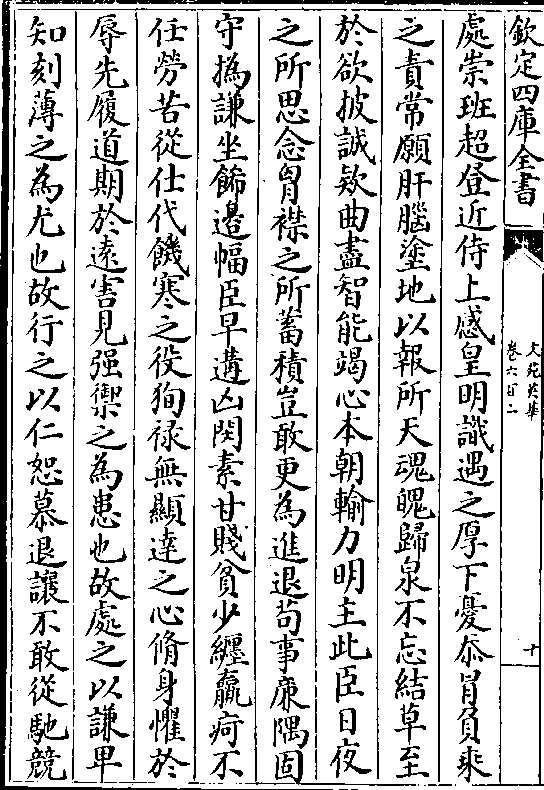 欽定四庫全書
文苑英華
卷六百二
十
處崇班超登近侍上感皇明識遇之厚下憂忝冐負乘
之責常願肝腦塗地以報所天魂魄歸泉不忘結草至
於欲披誠欵曲盡智能竭心本朝輸力明主此臣日夜
之所思念胷襟之所蓄積豈敢更為進退苟事廉隅固
守撝謙坐飾邉幅臣早遘凶閔素甘賤貧少纒羸疴不
任勞苦從仕代饑寒之役狥禄無顯達之心脩身懼於
辱先履道期於逺害見强禦之為患也故處之以謙卑
知刻薄之為尤也故行之以仁恕慕退讓不敢從馳競